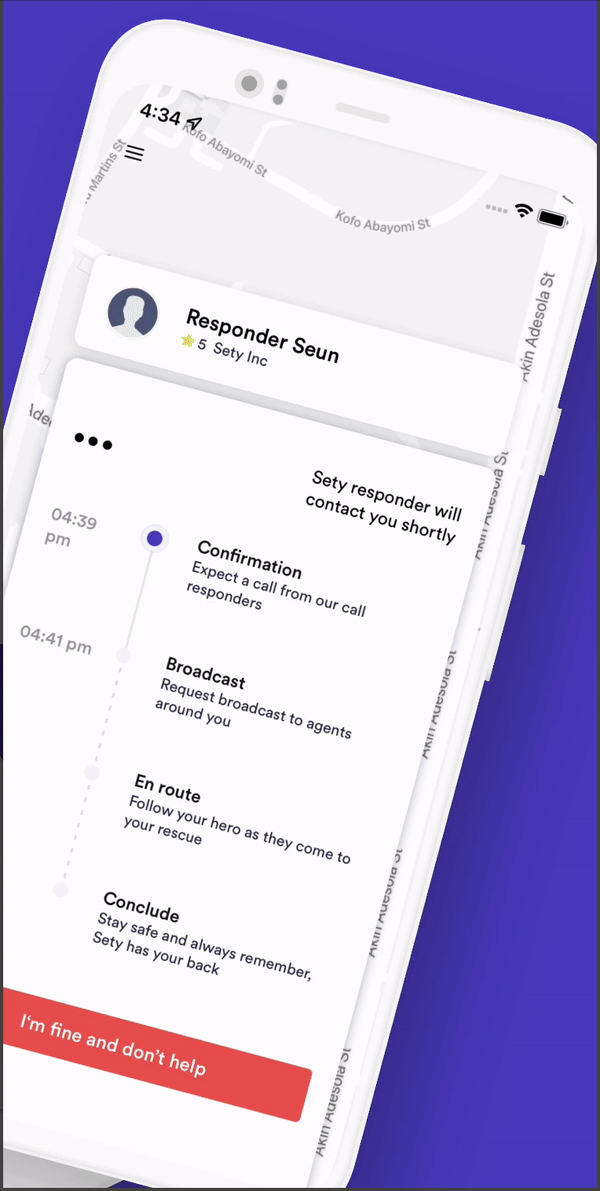 4:34
Kofo Abayomi St
Kofo Abayomi St
Martins St
Akin Adesola St
Responder Seun
5 Sety Inc
Akin Adesola St
Sety responder will
contact you shortly
04:39
pm
Confirmation
Expect a call from our call
responders
04:41 pm
Broadcast
Request broadcast to agents
around you
Akin Adesola St
En route
Follow your hero as they come to
your rescue
Akin Adesola St
Conclude
Stay safe and always remember,
Sety has your back
I'm fine and don't help
Akin Adesola St